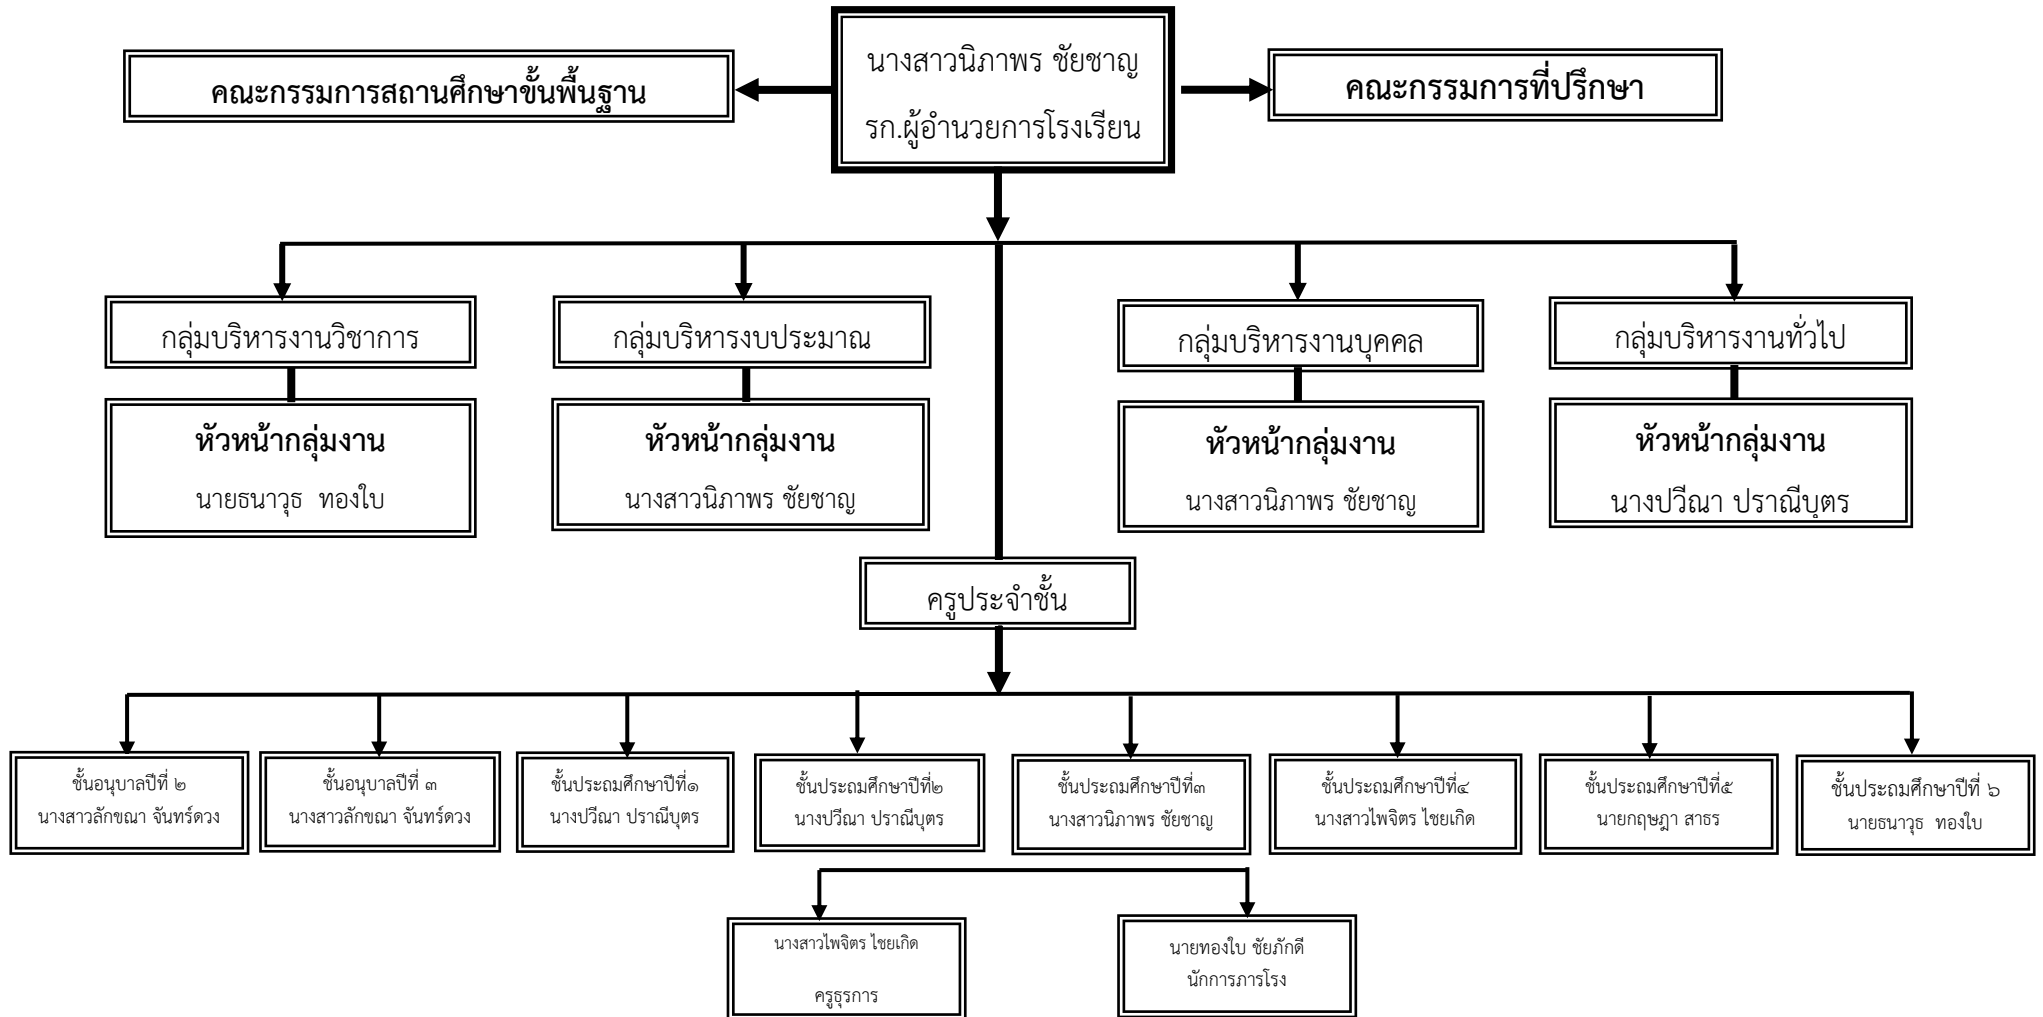 นางสาวนิภาพร ชัยชาญ
รก.ผู้อำนวยการโรงเรียน
คณะกรรมการสถานศึกษาขั้นพื้นฐาน
คณะกรรมการที่ปรึกษา
กลุ่มบริหารงานวิชาการ
กลุ่มบริหารงบประมาณ
กลุ่มบริหารงานบุคคล
กลุ่มบริหารงานทั่วไป
หัวหน้ากลุ่มงาน
นายธนาวุธ  ทองใบ
หัวหน้ากลุ่มงาน
นางสาวนิภาพร ชัยชาญ
หัวหน้ากลุ่มงาน
นางสาวนิภาพร ชัยชาญ
หัวหน้ากลุ่มงาน
นางปวีณา ปราณีบุตร
ครูประจำชั้น
ชั้นอนุบาลปีที่ ๒
นางสาวลักขณา จันทร์ดวง
ชั้นอนุบาลปีที่ ๓
นางสาวลักขณา จันทร์ดวง
ชั้นประถมศึกษาปีที่๑
นางปวีณา ปราณีบุตร
ชั้นประถมศึกษาปีที่๒
นางปวีณา ปราณีบุตร
ชั้นประถมศึกษาปีที่๓
นางสาวนิภาพร ชัยชาญ
ชั้นประถมศึกษาปีที่๔
นางสาวไพจิตร ไชยเกิด
ชั้นประถมศึกษาปีที่๕
นายกฤษฎา สาธร
ชั้นประถมศึกษาปีที่ ๖
นายธนาวุธ  ทองใบ
นางสาวไพจิตร ไชยเกิด
ครูธุรการ
นายทองใบ ชัยภักดี
นักการภารโรง